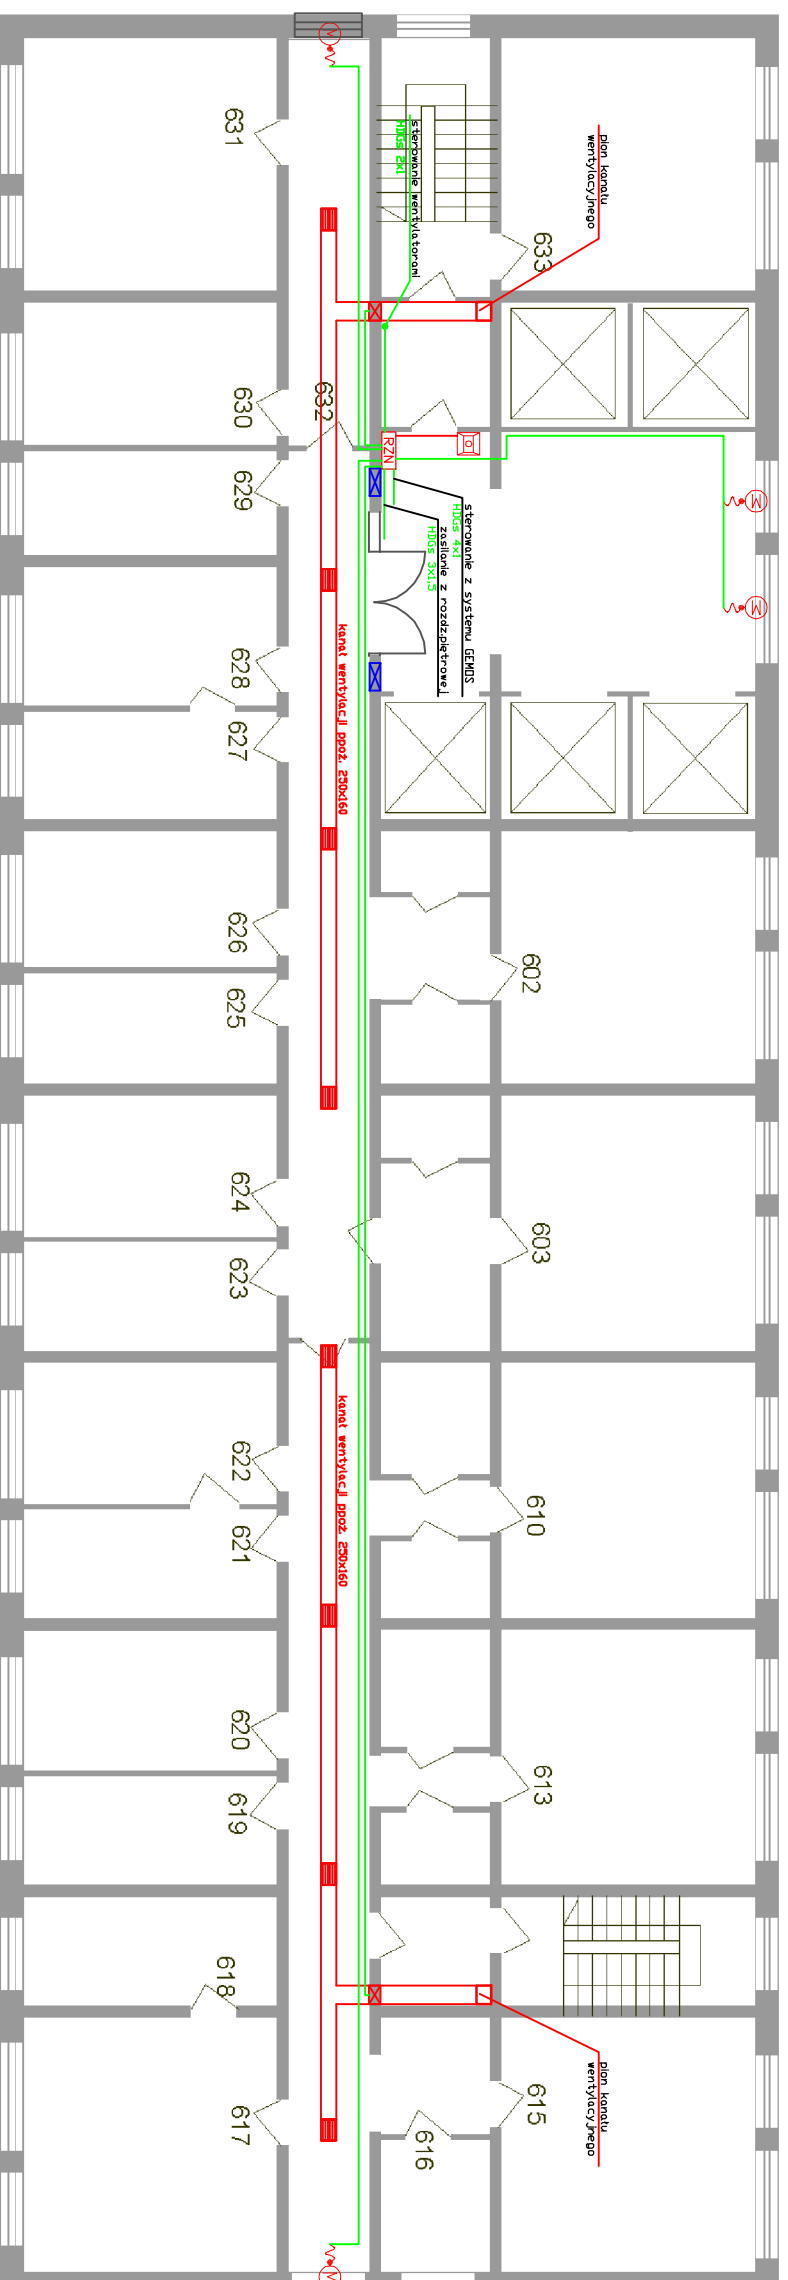 631
630
632
629
628
627
626
625
624
623
622
621
620
619
618
617
633
602
603
610
613
615
616
pion kanału
wentylacyjnego
sterowanie wentylatorami
HDGs 2x1
RZN
M
M
M
M
sterowanie z systemu GEMOS
HDGs 4x1
zasilanie z rozdz.piętrowej
HDGs 3x1,5
kanał wentylacji ppoż. 250x160
kanał wentylacji ppoż. 250x160
pion kanału
wentylacyjnego